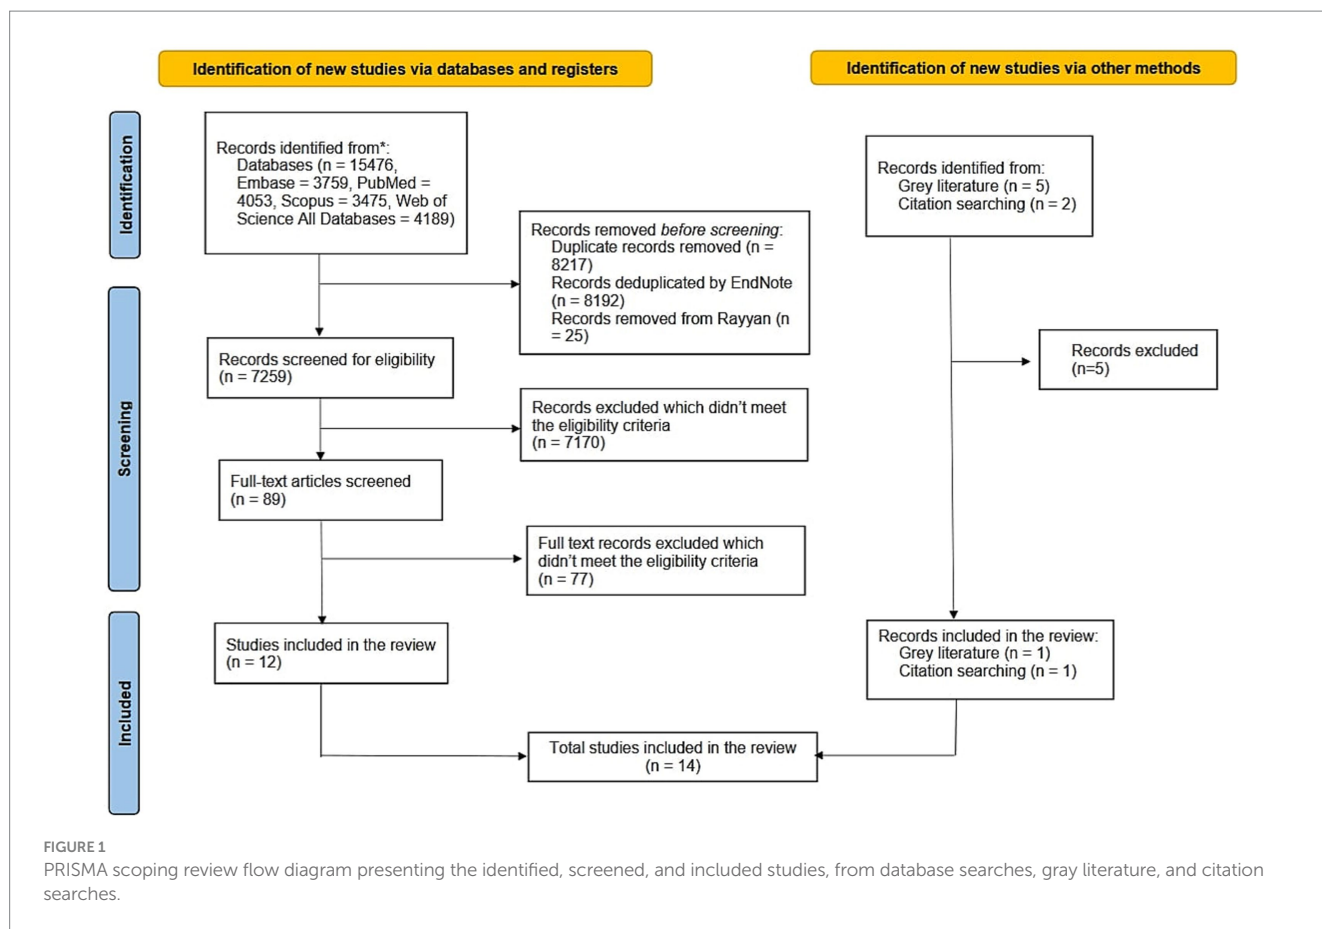 Identification of new studies via databases and registers
Identification of new studies via other methods
Identification
Records identified from*:
Databases (n = 15476,
Embase = 3759, PubMed =
4053, Scopus = 3475, Web of
Science All Databases = 4189)
Records removed before screening:
Duplicate records removed (n =
8217)
Records deduplicated by EndNote
(n = 8192)
Records removed from Rayyan (n
= 25)
Records identified from:
Grey literature (n = 5)
Citation searching (n = 2)
Screening
Records screened for eligibility
(n = 7259)
Records excluded
(n=5)
Records excluded which didn't meet
the eligibility criteria
(n = 7170)
Full-text articles screened
(n = 89)
Full text records excluded which
didn't meet the eligibility criteria
(n = 77)
Included
Studies included in the review
(n = 12)
Records included in the review:
Grey literature (n = 1)
Citation searching (n = 1)
Total studies included in the review
(n = 14)
FIGURE 1
PRISMA scoping review flow diagram presenting the identified, screened, and included studies, from database searches, gray literature, and citation
searches.